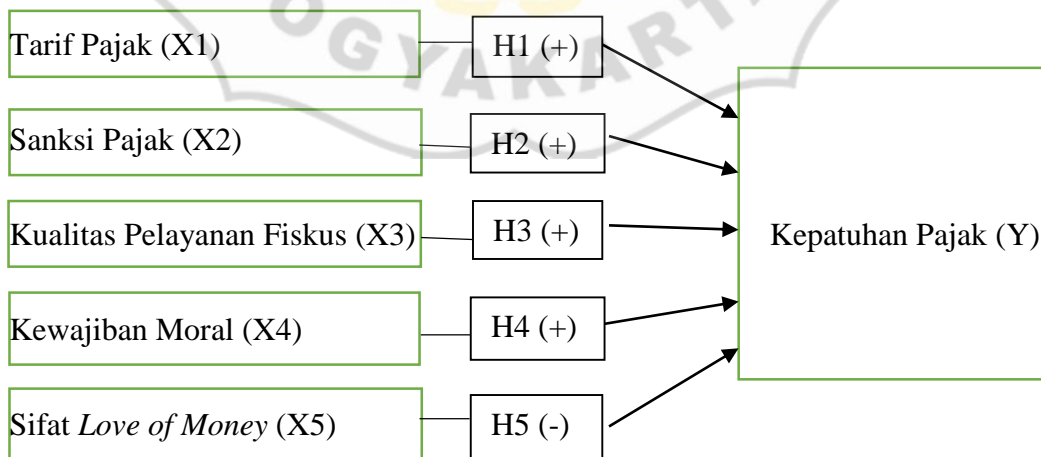 OGYAKARTA
Tarif Pajak (X1)
H1 (+)
Sanksi Pajak (X2)
H2 (+)
Kualitas Pelayanan Fiskus (X3)
H3 (+)
Kepatuhan Pajak (Y)
Kewajiban Moral (X4)
H4 (+)
Sifat Love of Money (X5)
H5 (-)